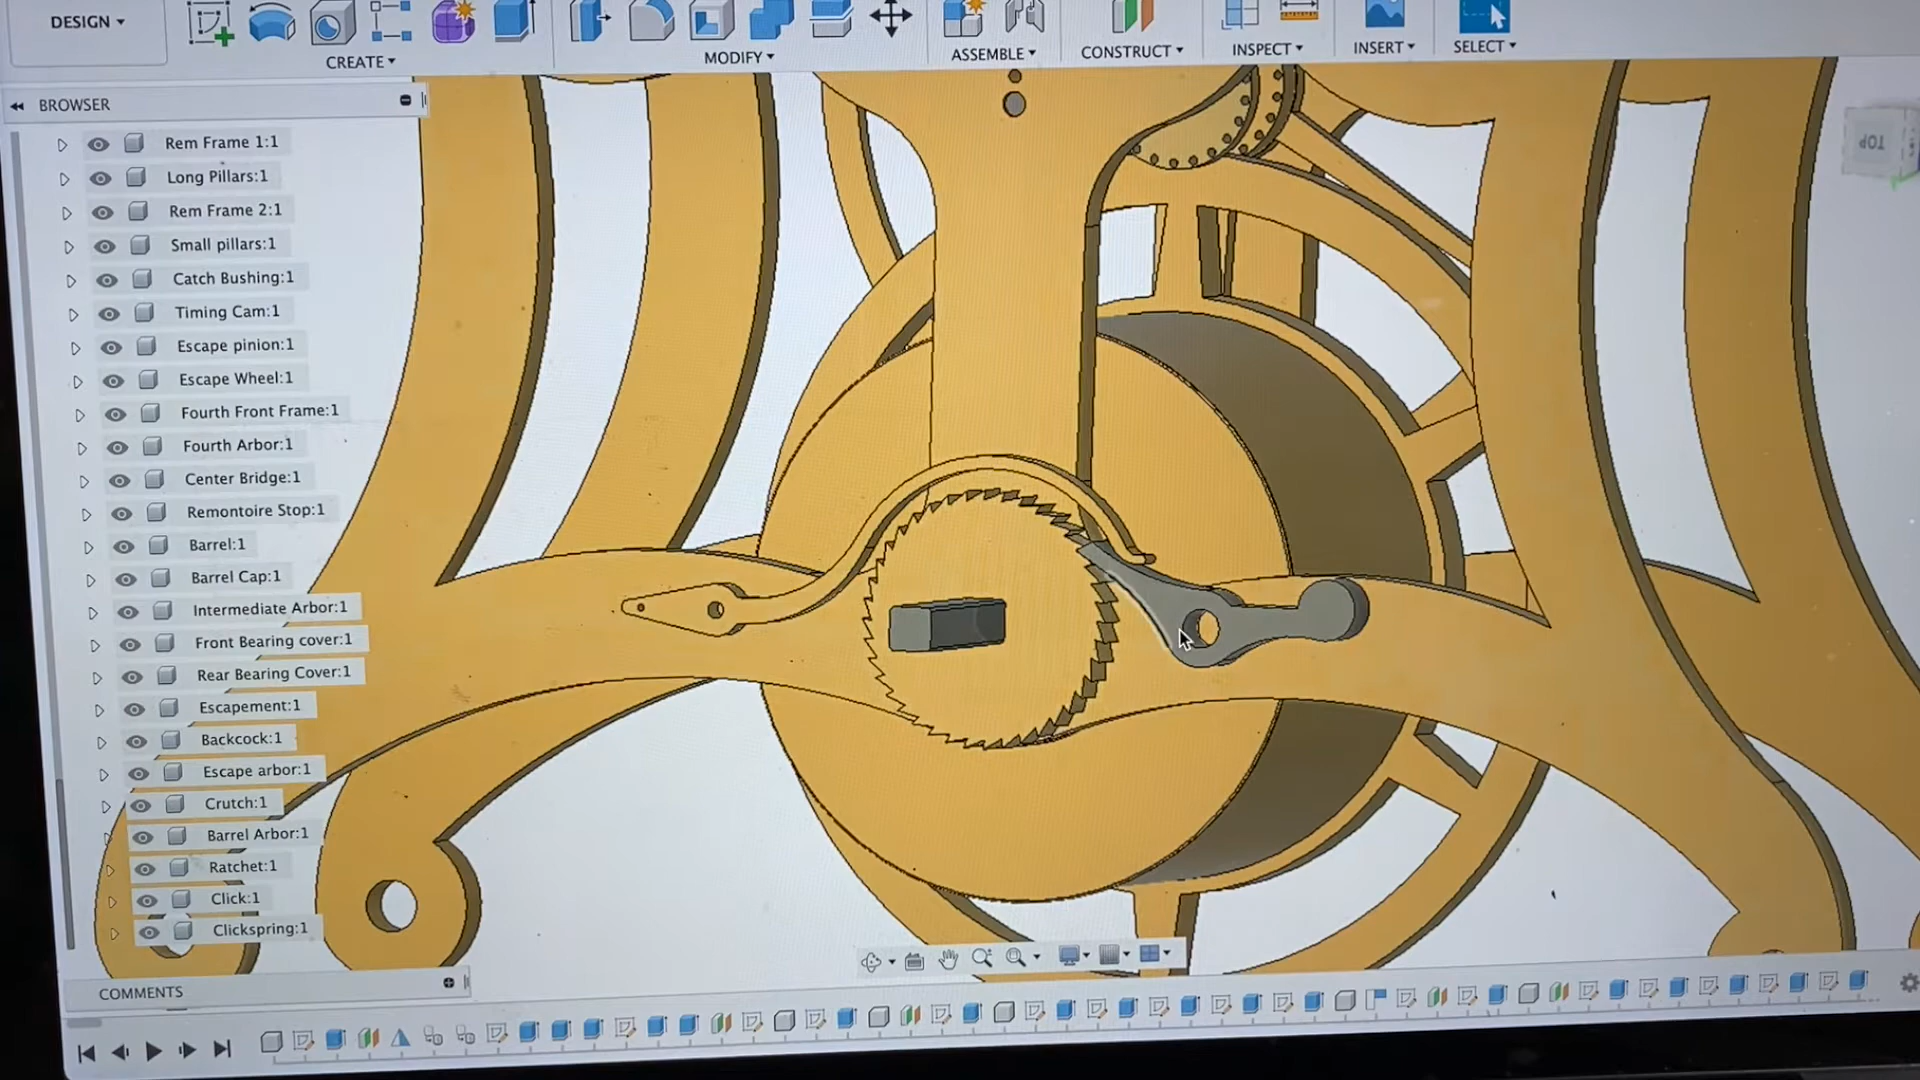 DESIGN
CREATE
MODIFY
ASSEMBLE
CONSTRUCT
INSPECT
INSERT
SELECT
BROWSER
TOP
Rem Frame 1:1
Long Pillars:1
Rem Frame 2:1
Small pillars:1
Catch Bushing:1
Timing Cam:1
Escape pinion:1
Escape Wheel:1
Fourth Front Frame:1
Fourth Arbor:1
Center Bridge:1
Remontoire Stop:1
Barrel:1
Barrel Cap:1
Intermediate Arbor:1
Front Bearing cover:1
Rear Bearing Cover:1
Escapement:1
Backcock:1
Escape arbor:1
Crutch:1
Barrel Arbor:1
Ratchet:1
Click:1
Clickspring:1
COMMENTS